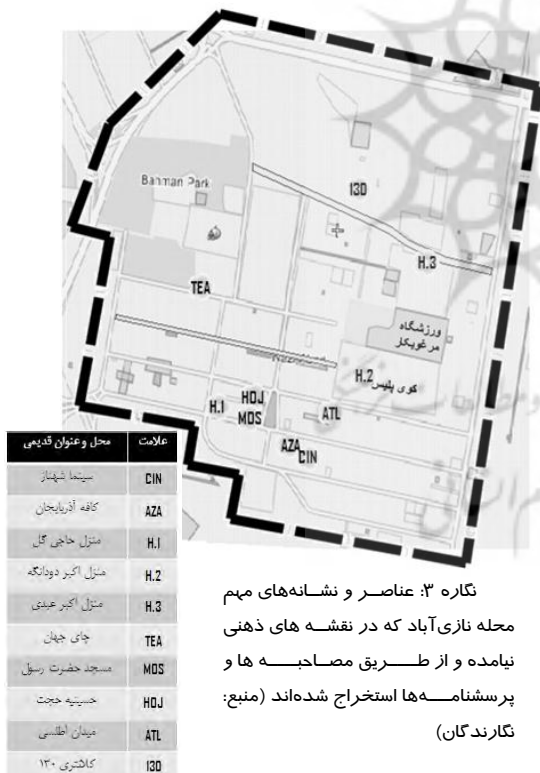 Bahman Park
130
H.3
TEA
ورزشگاه
مرغوبکار
H.2
کوی پلیس
HOJ
H.1
MOS
ATL
AZA
CIN
علامت محل و عنوان قدیمی
CIN سینما شهناز
AZA کافه آذربایجان
H.1 منزل حاجی گل
H.2 منزل اکبر دودانگه
H.3 منزل اکبر عبدی
TEA چای جهان
MOS مسجد حضرت رسول
HOJ حسینیه حجت
ATL میدان اطلسی
130 کلانتری ۱۳۰
نگاره ۳: عناصر و نشانه‌های مهم
محله نازی‌آباد که در نقشه های ذهنی
نیامده و از طریق مصاحبه ها و
پرسشنامه‌ها استخراج شده‌اند (منبع:
نگارندگان)